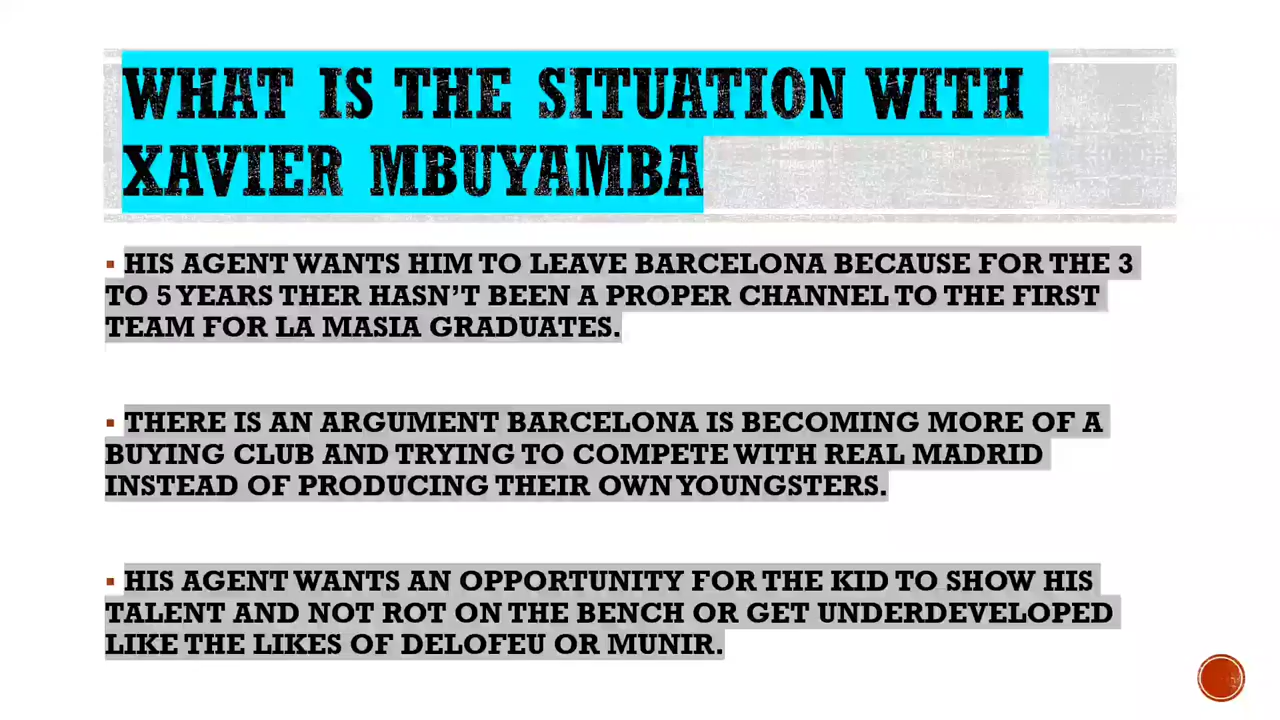 WHAT IS THE SITUATION WITH
XAVIER MBUYAMBA
▪ HIS AGENT WANTS HIM TO LEAVE BARCELONA BECAUSE FOR THE 3
TO 5 YEARS THER HASN'T BEEN A PROPER CHANNEL TO THE FIRST
TEAM FOR LA MASIA GRADUATES.
▪ THERE IS AN ARGUMENT BARCELONA IS BECOMING MORE OF A
BUYING CLUB AND TRYING TO COMPETE WITH REAL MADRID
INSTEAD OF PRODUCING THEIR OWN YOUNGSTERS.
▪ HIS AGENT WANTS AN OPPORTUNITY FOR THE KID TO SHOW HIS
TALENT AND NOT ROT ON THE BENCH OR GET UNDERDEVELOPED
LIKE THE LIKES OF DELOFEU OR MUNIR.